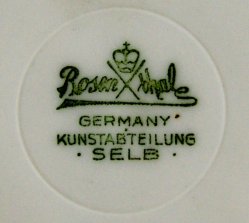 Rosenthal
GERMANY
KUNSTABTEILUNG
· SELB ·